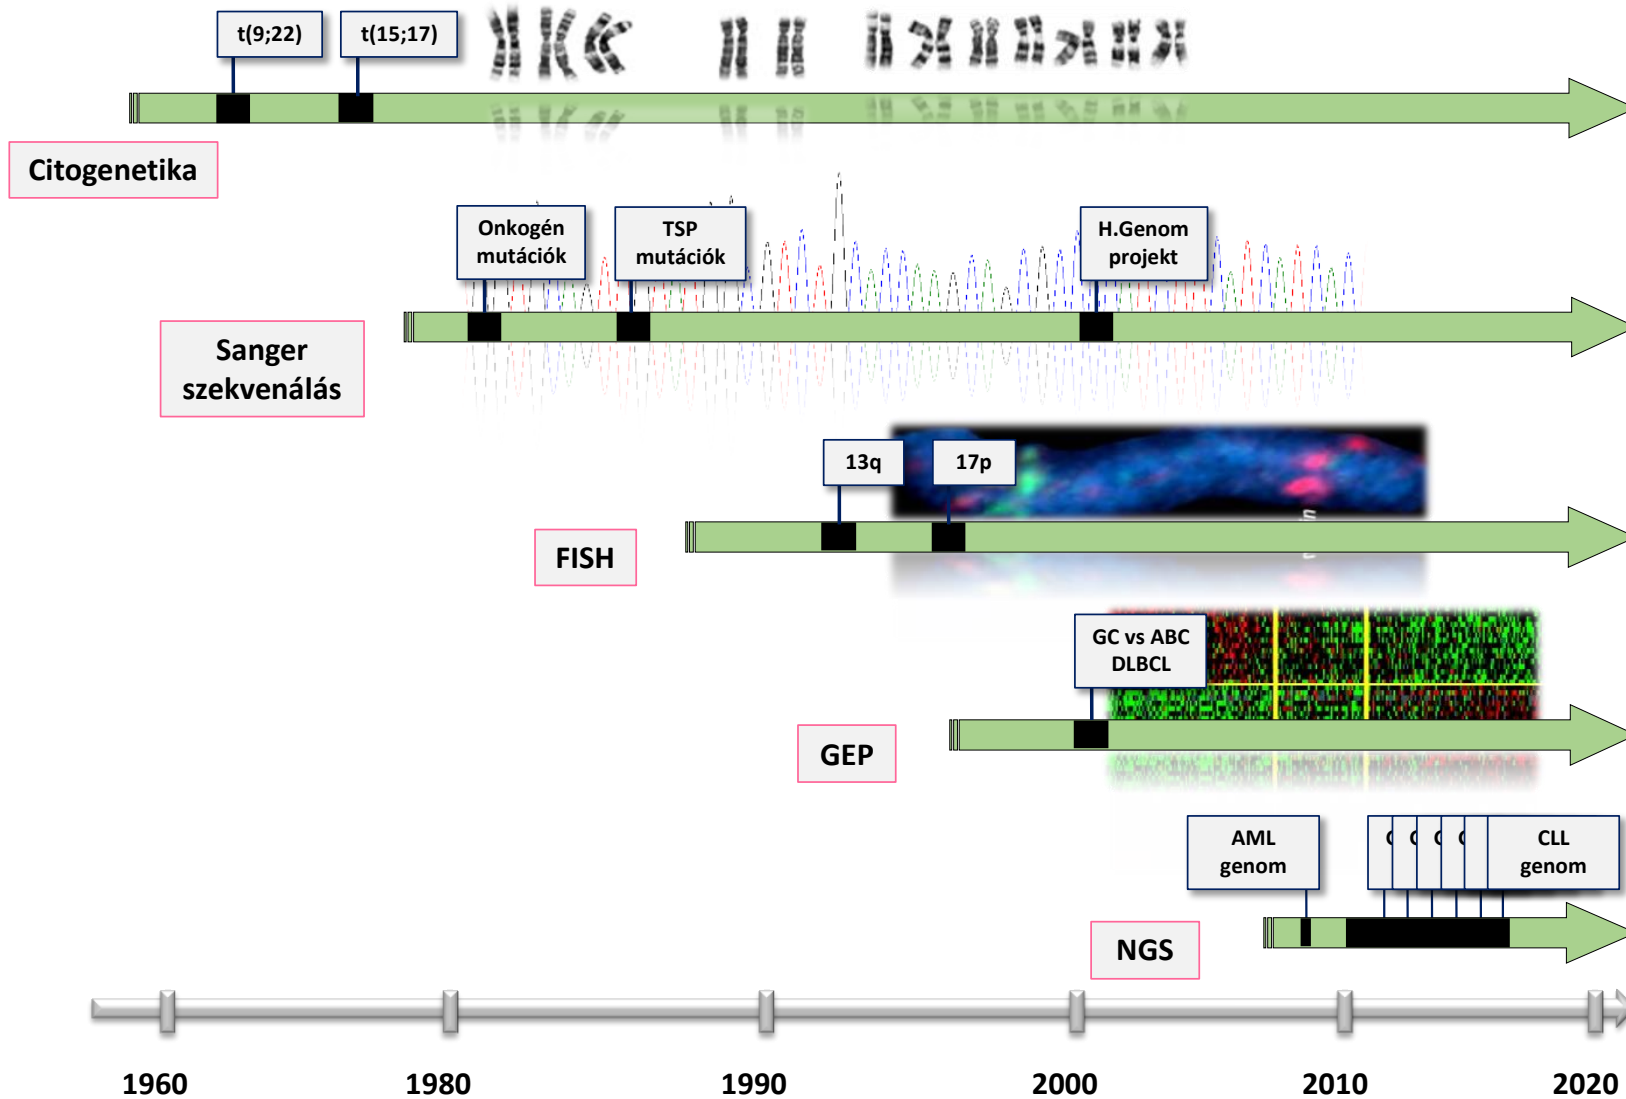 t(9;22)
t(15;17)
Citogenetika
Onkogén
mutációk
TSP
mutációk
H.Genom
projekt
Sanger
szekvenálás
13q
17p
FISH
GC vs ABC
DLBCL
GEP
AML
genom
CLL
genom
NGS
1960
1980
1990
2000
2010
2020